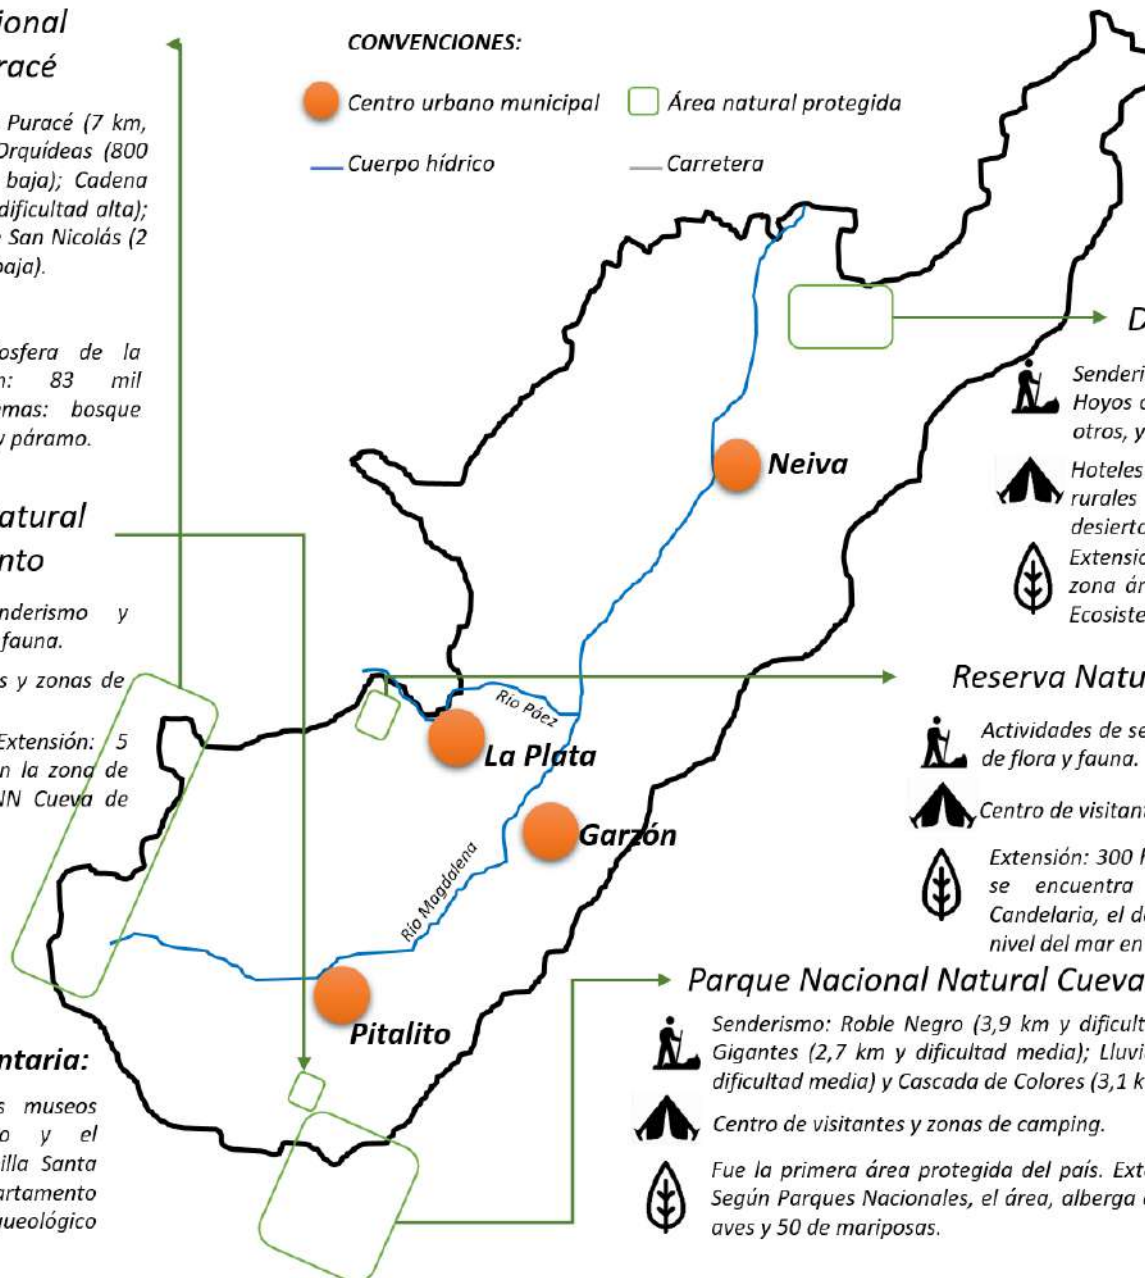 ional
racé
Puracé (7 km,
Orquídeas (800
baja); Cadena
dificultad alta);
San Nicolás (2
baja).
osfera de la
n: 83 mil
emas: bosque
y páramo.
atural
nto
nderismo y
fauna.
s y zonas de
Extensión: 5
n la zona de
NN Cueva de
ntaria:
s museos
o y el
illa Santa
artamento
queológico
CONVENCIONES:
Centro urbano municipal
Área natural protegida
Cuerpo hídrico
Carretera
Neiva
Río Páez
La Plata
Garzón
Río Magdalena
Pitalito
D
Senderi
Hoyos
otros, y
Hoteles
rurales
desierto
Extensió
zona ár
Ecosiste
Reserva Natu
Actividades de se
de flora y fauna.
Centro de visitant
Extensión: 300 h
se encuentra
Candelaria, el de
nivel del mar en
Parque Nacional Natural Cueva
Senderismo: Roble Negro (3,9 km y dificult
Gigantes (2,7 km y dificultad media); Lluvi
dificultad media) y Cascada de Colores (3,1 k
Centro de visitantes y zonas de camping.
Fue la primera área protegida del país. Exte
Según Parques Nacionales, el área, alberga
aves y 50 de mariposas.